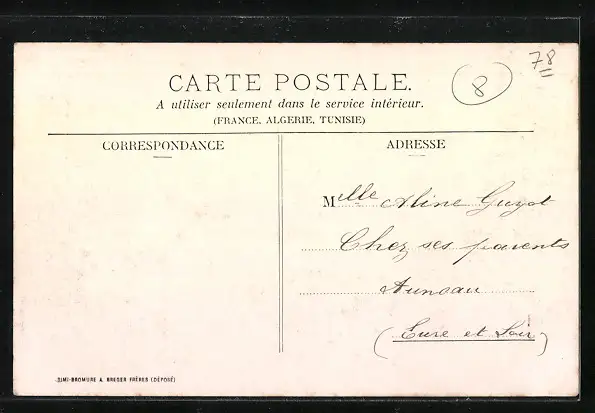 78
8
CARTE POSTALE.
A utiliser seulement dans le service intérieur.
(FRANCE, ALGERIE, TUNISIE)
CORRESPONDANCE
ADRESSE
Mlle Aline Guyot
Chez ses parents
Auneau
(Eure et Loir)
SIMI-BROMURE A. BREGER FRÈRES (DÉPOSÉ)